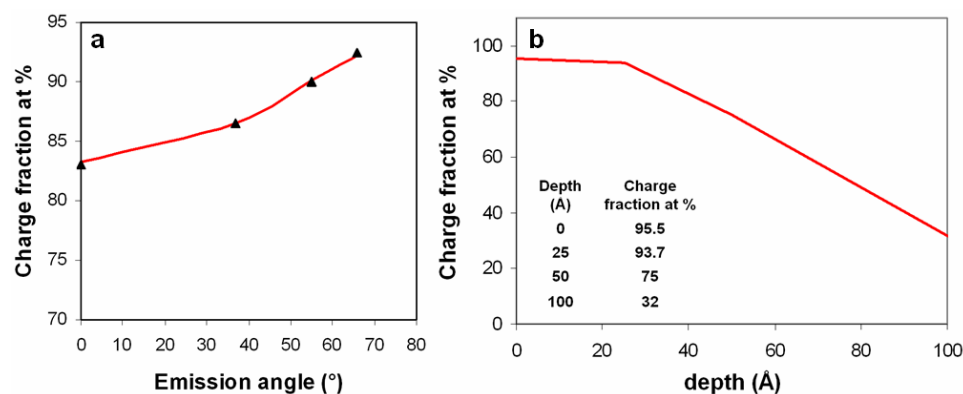 a
Charge fraction at %
95
90
85
80
75
70
0 10 20 30 40 50 60 70 80
Emission angle (°)
b
Charge fraction at %
100
80
60
40
20
0
Depth Charge
(Å) fraction at %
0 95.5
25 93.7
50 75
100 32
0 20 40 60 80 100
depth (Å)